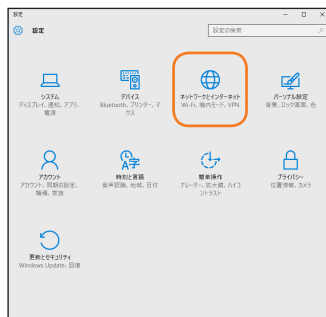 設定
設定
設定の検索
システム
ディスプレイ、通知、アプリ、
電源
デバイス
Bluetooth、プリンター、マ
ウス
ネットワークとインターネット
Wi-Fi、機内モード、VPN
パーソナル設定
背景、ロック画面、色
アカウント
アカウント、同期の設定、
職場、家族
時刻と言語
音声認識、地域、日付
簡単操作
ナレーター、拡大鏡、ハイコ
ントラスト
プライバシー
位置情報、カメラ
更新とセキュリティ
Windows Update、回復